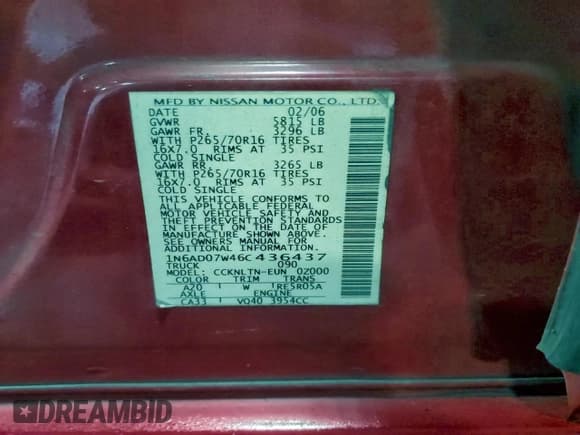 MFD BY NISSAN MOTOR CO., LTD.
DATE 02/06
GVWR 5815 LB
GAWR FR. 3296 LB
WITH P265/70R16 TIRES
16X7.0 RIMS AT 35 PSI
COLD SINGLE
GAWR RR. 3265 LB
WITH P265/70R16 TIRES
16X7.0 RIMS AT 35 PSI
COLD SINGLE
THIS VEHICLE CONFORMS TO
ALL APPLICABLE FEDERAL
MOTOR VEHICLE SAFETY AND
THEFT PREVENTION STANDARDS
IN EFFECT ON THE DATE OF
MANUFACTURE SHOWN ABOVE.
SEE OWNERS MANUAL FOR
ADDITIONAL INFORMATION.
1N6AD07W46C436437
TRUCK 090
MODEL: CCKNLTN-EUN 02000
COLOR TRIM TRANS
A20 W RE5R05A
AXLE ENGINE
CA33 VQ40 3954CC
DREAMBID